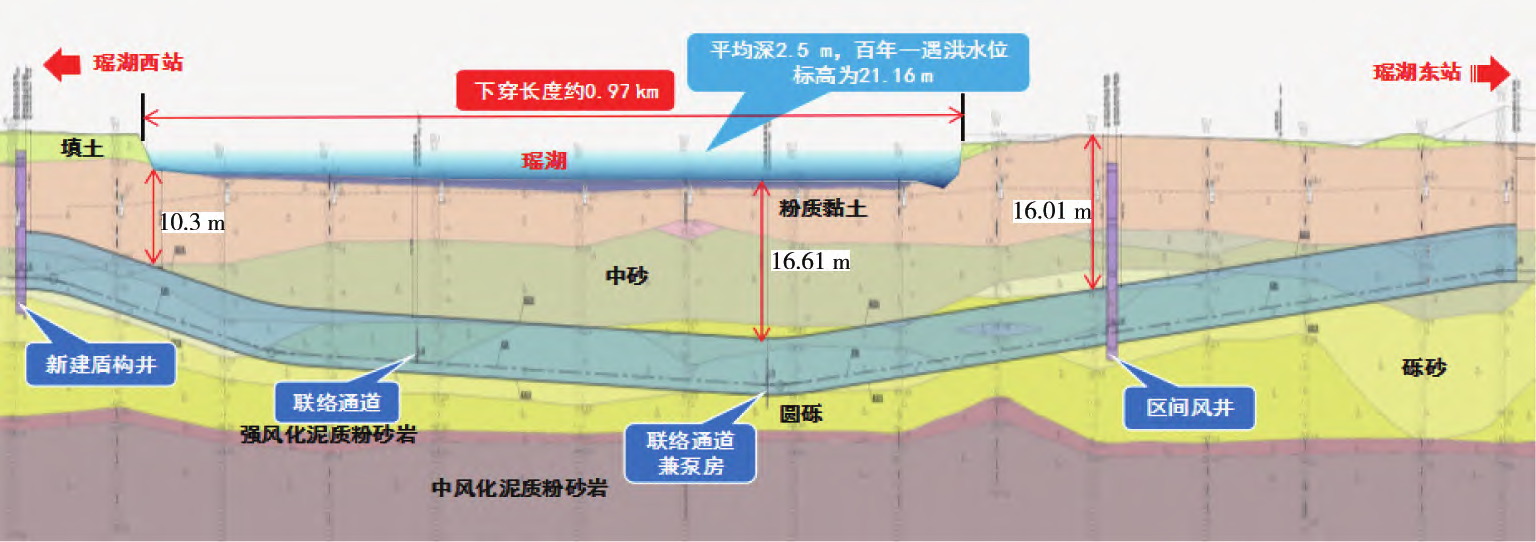 平均深2.5 m，百年一遇洪水位
标高为21.16 m
瑶湖西站
瑶湖东站
下穿长度约0.97 km
填土
瑶湖
粉质黏土
10.3 m
16.01 m
16.61 m
中砂
新建盾构井
砾砂
联络通道
区间风井
圆砾
强风化泥质粉砂岩
联络通道
兼泵房
中风化泥质粉砂岩